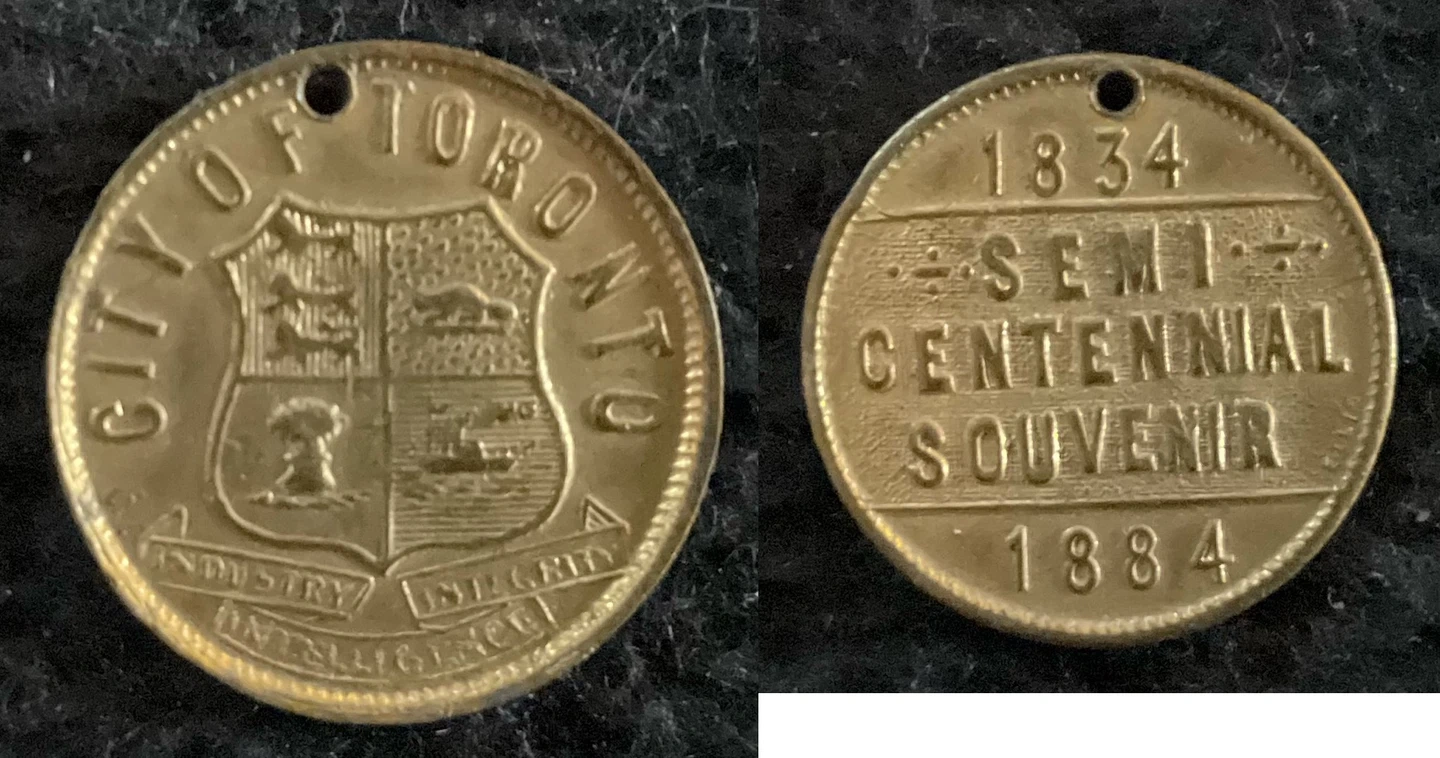 CITY OF TORONTO
INDUSTRY INTEGRITY
INTELLIGENCE
1834
SEMI
CENTENNIAL
SOUVENIR
1884